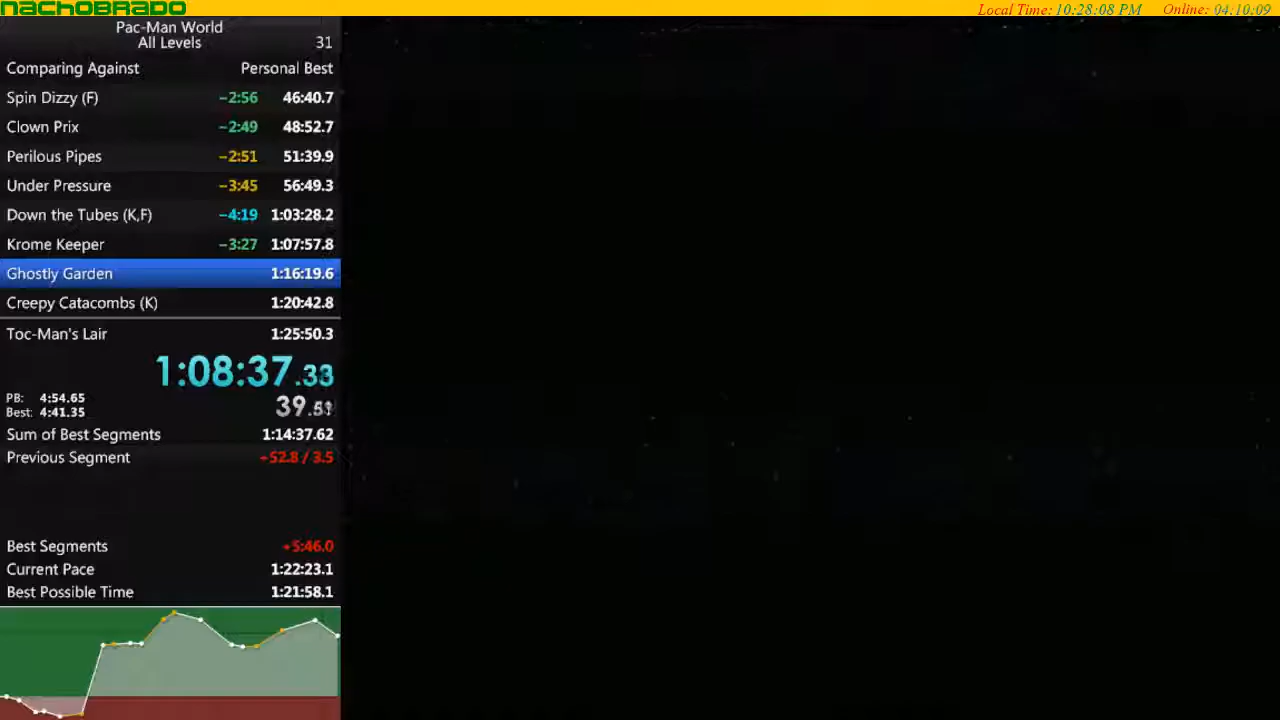 NACHOBRADO
Local Time: 10:28:08 PM Online: 04:10:09
Pac-Man World
All Levels 31
Comparing Against Personal Best
Spin Dizzy (F) −2:56 46:40.7
Clown Prix −2:49 48:52.7
Perilous Pipes −2:51 51:39.9
Under Pressure −3:45 56:49.3
Down the Tubes (K,F) −4:19 1:03:28.2
Krome Keeper −3:27 1:07:57.8
Ghostly Garden 1:16:19.6
Creepy Catacombs (K) 1:20:42.8
Toc-Man's Lair 1:25:50.3
1:08:37.33
PB: 4:54.65
Best: 4:41.35
39.51
Sum of Best Segments 1:14:37.62
Previous Segment +52.8 / 3.5
Best Segments +5:46.0
Current Pace 1:22:23.1
Best Possible Time 1:21:58.1